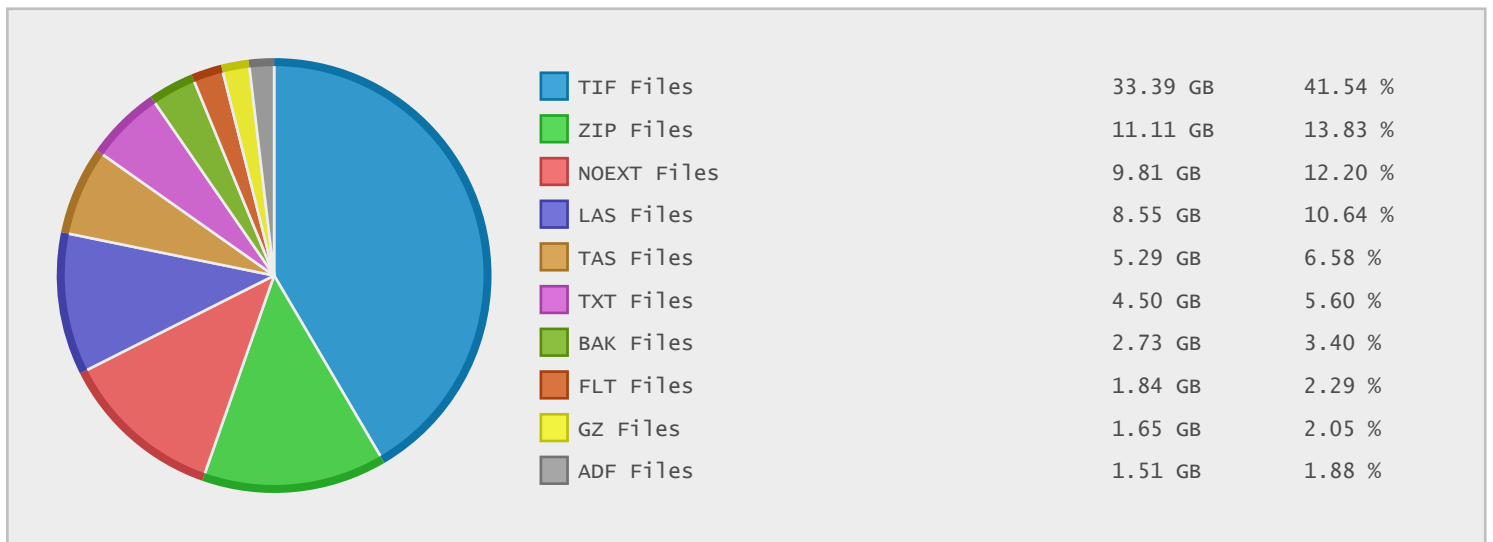 TIF Files 33.39 GB 41.54 %
ZIP Files 11.11 GB 13.83 %
NOEXT Files 9.81 GB 12.20 %
LAS Files 8.55 GB 10.64 %
TAS Files 5.29 GB 6.58 %
TXT Files 4.50 GB 5.60 %
BAK Files 2.73 GB 3.40 %
FLT Files 1.84 GB 2.29 %
GZ Files 1.65 GB 2.05 %
ADF Files 1.51 GB 1.88 %